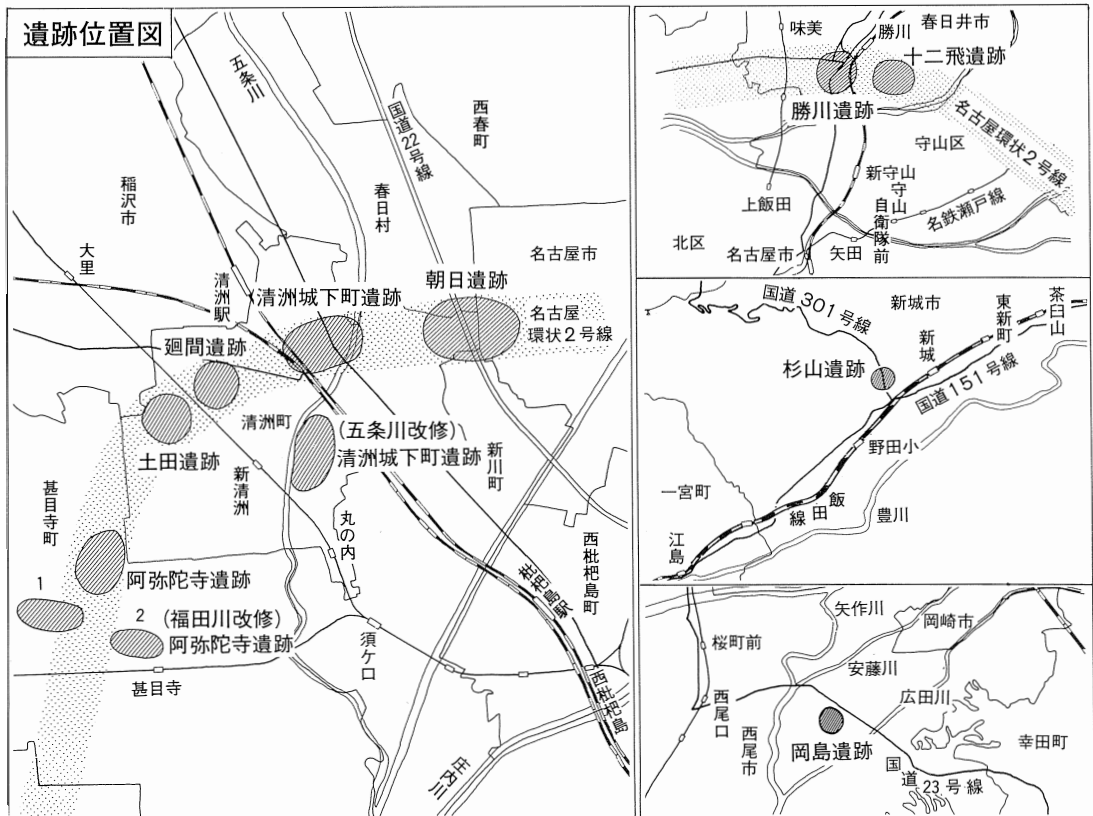 遺跡位置図
五条川
国道22号線
西春町
稲沢市
春日村
大里
清洲駅
名古屋市
朝日遺跡
清洲城下町遺跡
名古屋
環状2号線
廻間遺跡
清洲町
(五条川改修)
清洲城下町遺跡
土田遺跡
新清洲
新川町
甚目寺町
丸の内
西枇杷島町
1
阿弥陀寺遺跡
枇杷島駅
2 (福田川改修)
阿弥陀寺遺跡
須ケ口
甚目寺
西枇杷島
庄内川
味美
勝川
春日井市
十二飛遺跡
勝川遺跡
名古屋環状2号線
守山区
新守山
守山自衛隊前
上飯田
名鉄瀬戸線
北区
名古屋市
矢田
国道301号線
新城市
東新町
茶臼山
新城
杉山遺跡
国道151号線
野田小
一宮町
飯田線
豊川
江島
矢作川
岡崎市
桜町前
安藤川
広田川
西尾口
西尾市
岡島遺跡
幸田町
国道23号線